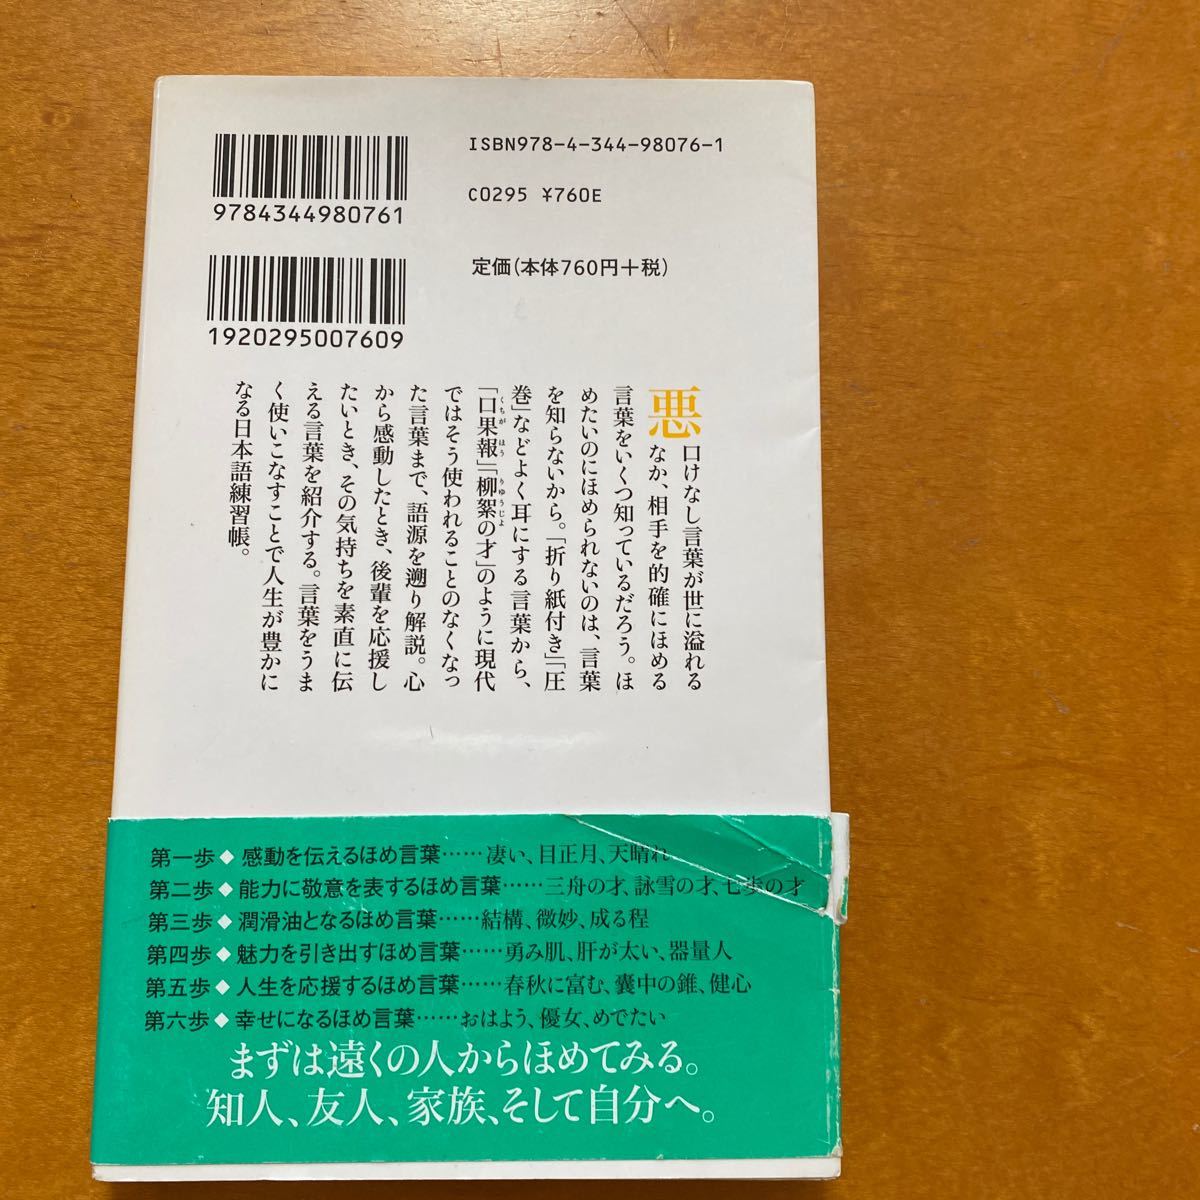 ISBN978-4-344-98076-1
C0295 ¥760E
定価(本体760円+税)
9784344980761
1920295007609
悪口けなし言葉が世に溢れる
なか、相手を的確にほめる
言葉をいくつ知っているだろう。ほ
めたいのにほめられないのは、言葉
を知らないから。「折り紙付き」「圧
巻」などよく耳にする言葉から、
「口果報」「柳絮の才」のように現代
くちがほう りゆうじよ
ではそう使われることのなくなっ
た言葉まで、語源を遡り解説。心
から感動したとき、後輩を応援し
たいとき、その気持ちを素直に伝
える言葉を紹介する。言葉をうま
く使いこなすことで人生が豊かに
なる日本語練習帳。
第一歩◆感動を伝えるほめ言葉……凄い、目正月、天晴れ
第二歩◆能力に敬意を表するほめ言葉……三舟の才、詠雪の才、七歩の才
第三歩◆潤滑油となるほめ言葉……結構、微妙、成る程
第四歩◆魅力を引き出すほめ言葉……勇み肌、肝が太い、器量人
第五歩◆人生を応援するほめ言葉……春秋に富む、嚢中の錐、健心
第六歩◆幸せになるほめ言葉……おはよう、優女、めでたい
まずは遠くの人からほめてみる。
知人、友人、家族、そして自分へ。